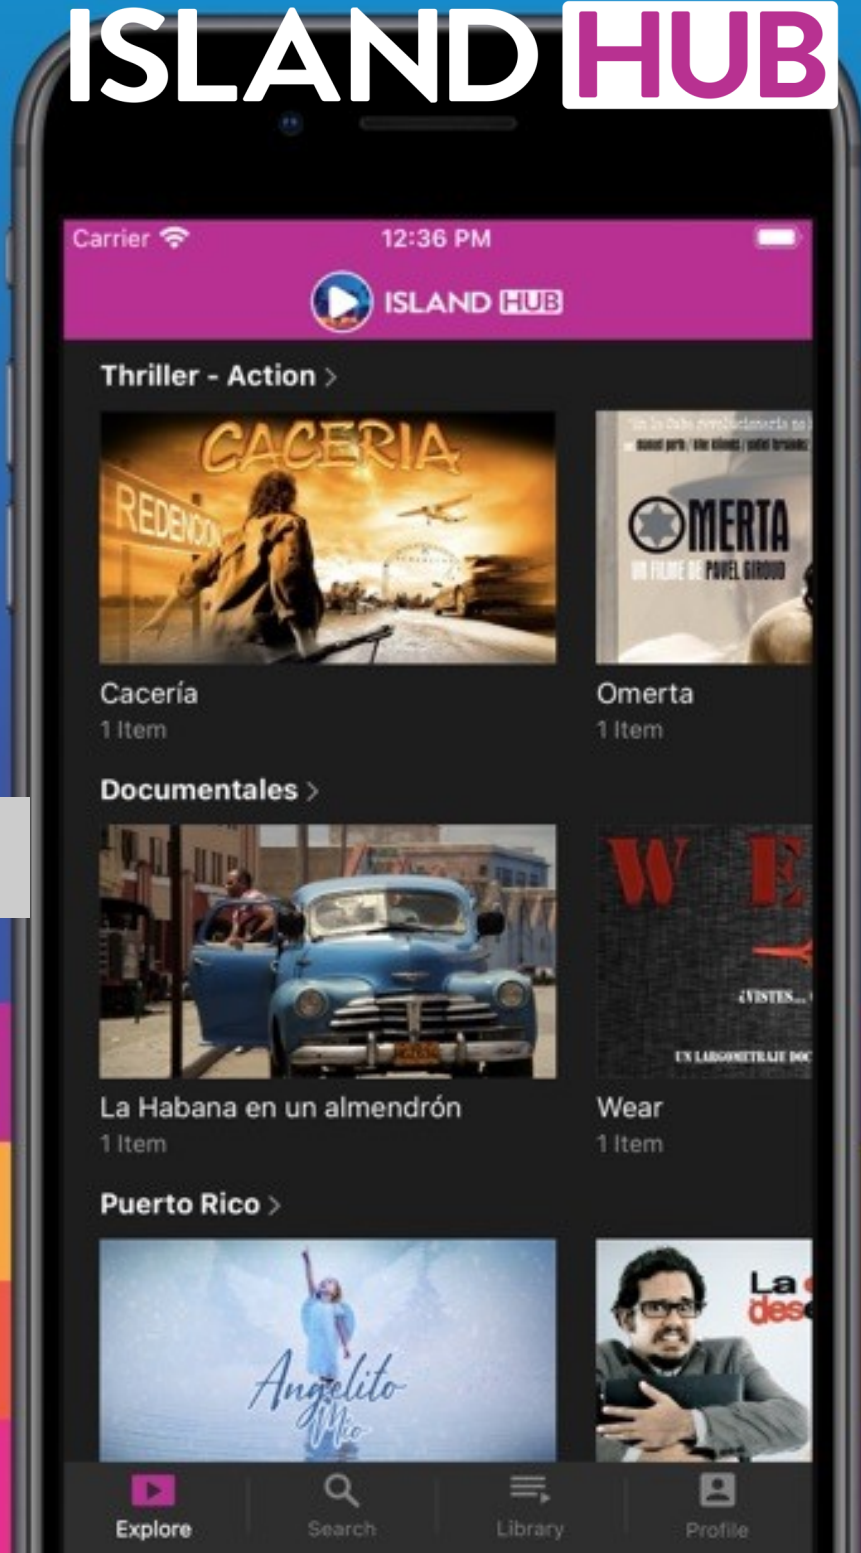 ISLAND HUB
Carrier
12:36 PM
ISLAND HUB
Thriller - Action >
CACERIA
REDENCION
OMERTA
UN FILME DE PAVEL GIROUD
Cacería
Omerta
1 Item
1 Item
Documentales >
W E
¿VISTES...
UN LARGOMETRAJE DOC
La Habana en un almendrón
Wear
1 Item
1 Item
Puerto Rico >
Angelito
Mío
La
des
Explore
Search
Library
Profile